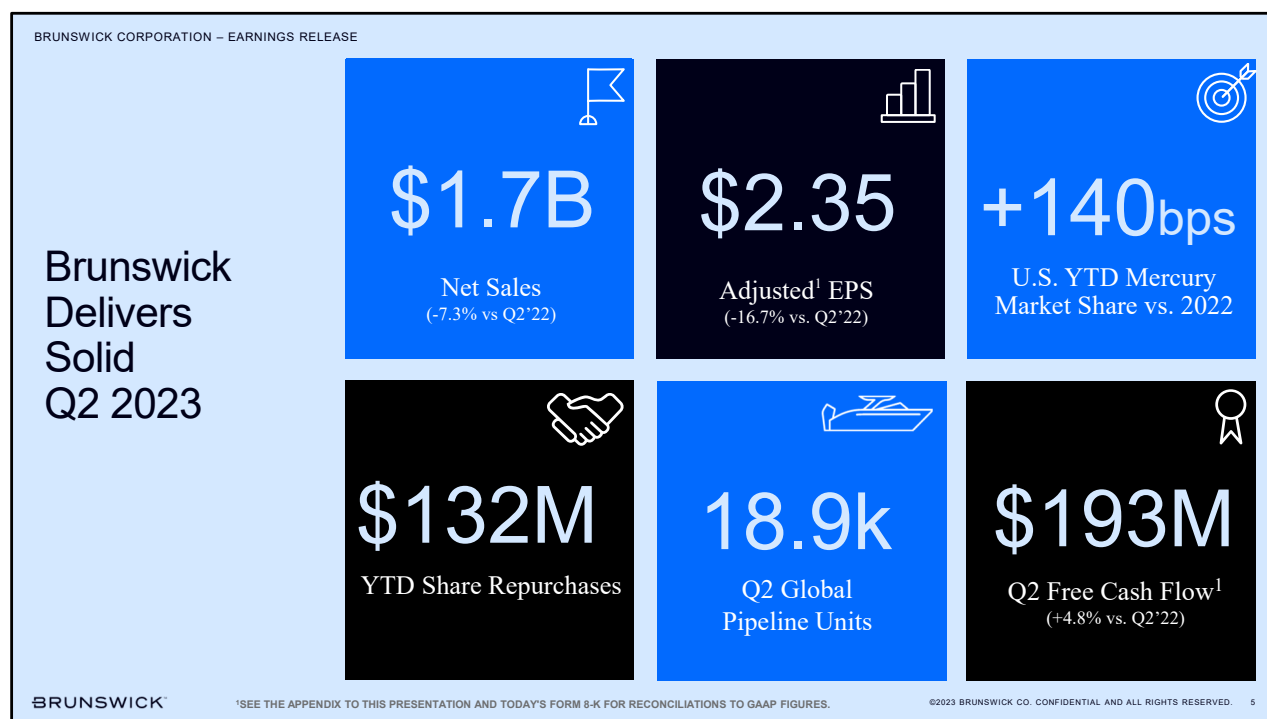 BRUNSWICK CORPORATION – EARNINGS RELEASE
Brunswick
Delivers
Solid
Q2 2023
$1.7B
Net Sales
(-7.3% vs Q2’22)
$2.35
Adjusted¹ EPS
(-16.7% vs. Q2’22)
+140bps
U.S. YTD Mercury
Market Share vs. 2022
$132M
YTD Share Repurchases
18.9k
Q2 Global
Pipeline Units
$193M
Q2 Free Cash Flow¹
(+4.8% vs. Q2’22)
BRUNSWICK
¹SEE THE APPENDIX TO THIS PRESENTATION AND TODAY'S FORM 8-K FOR RECONCILIATIONS TO GAAP FIGURES.
©2023 BRUNSWICK CO. CONFIDENTIAL AND ALL RIGHTS RESERVED. 5